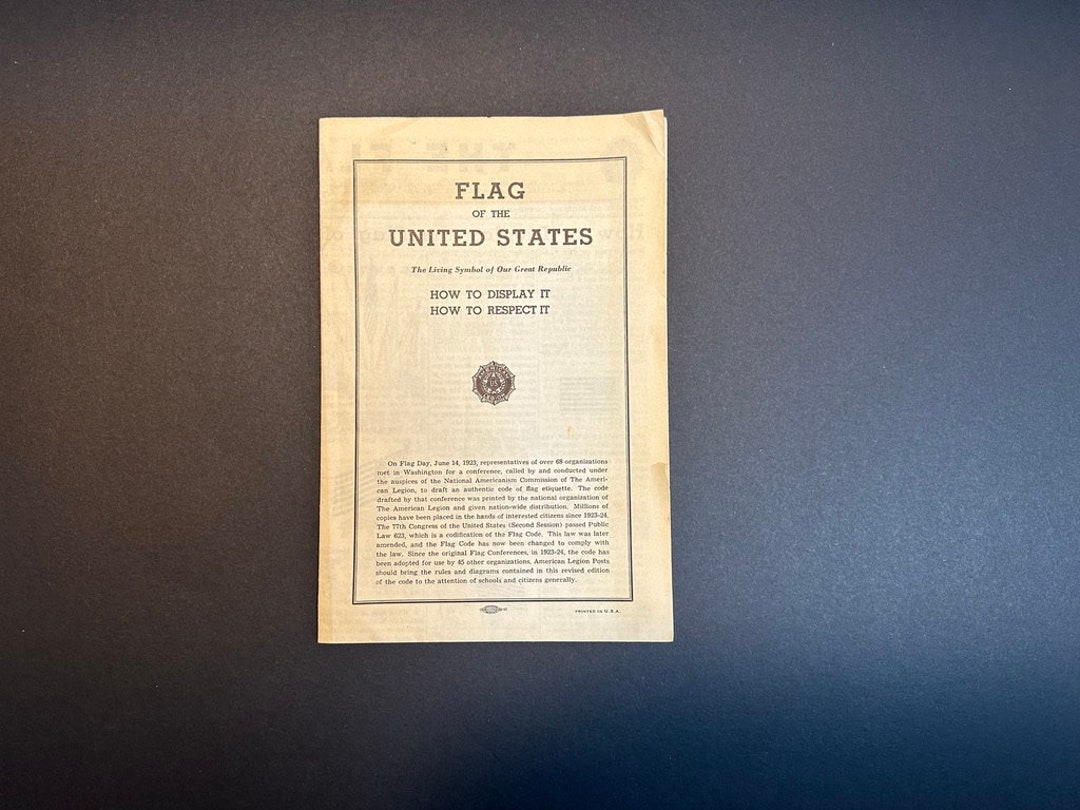 FLAG
OF THE
UNITED STATES
The Living Symbol of Our Great Republic
HOW TO DISPLAY IT
HOW TO RESPECT IT
AMERICAN
US
LEGION
On Flag Day, June 14, 1923, representatives of over 68 organizations
met in Washington for a conference, called by and conducted under
the auspices of the National Americanism Commission of The Ameri-
can Legion, to draft an authentic code of flag etiquette. The code
drafted by that conference was printed by the national organization of
The American Legion and given nation-wide distribution. Millions of
copies have been placed in the hands of interested citizens since 1923-24.
The 77th Congress of the United States (Second Session) passed Public
Law 623, which is a codification of the Flag Code. This law was later
amended, and the Flag Code has now been changed to comply with
the law. Since the original Flag Conferences, in 1923-24, the code has
been adopted for use by 45 other organizations. American Legion Posts
should bring the rules and diagrams contained in this revised edition
of the code to the attention of schools and citizens generally.
PRINTED IN U.S.A.